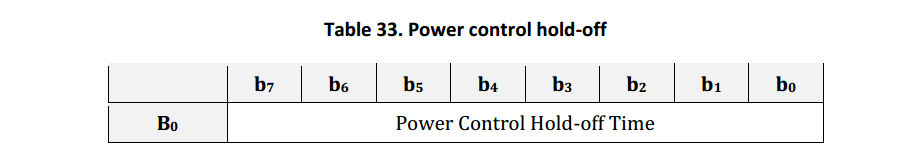 Table 33. Power control hold-off
b₇ b₆ b₅ b₄ b₃ b₂ b₁ b₀
B₀ Power Control Hold-off Time